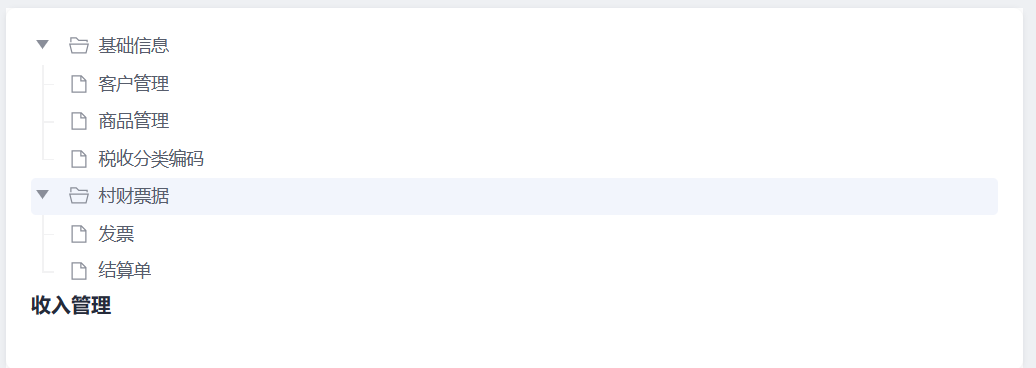 基础信息
客户管理
商品管理
税收分类编码
村财票据
发票
结算单
收入管理